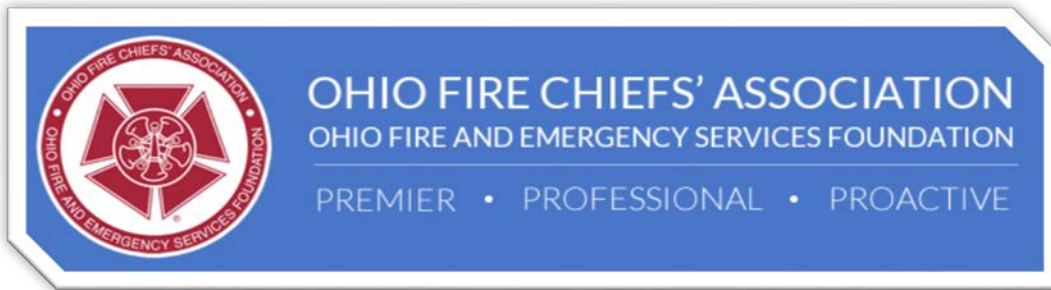 OHIO FIRE CHIEFS' ASSOCIATION
OHIO FIRE AND EMERGENCY SERVICES FOUNDATION
®
OHIO FIRE CHIEFS' ASSOCIATION
OHIO FIRE AND EMERGENCY SERVICES FOUNDATION
PREMIER • PROFESSIONAL • PROACTIVE